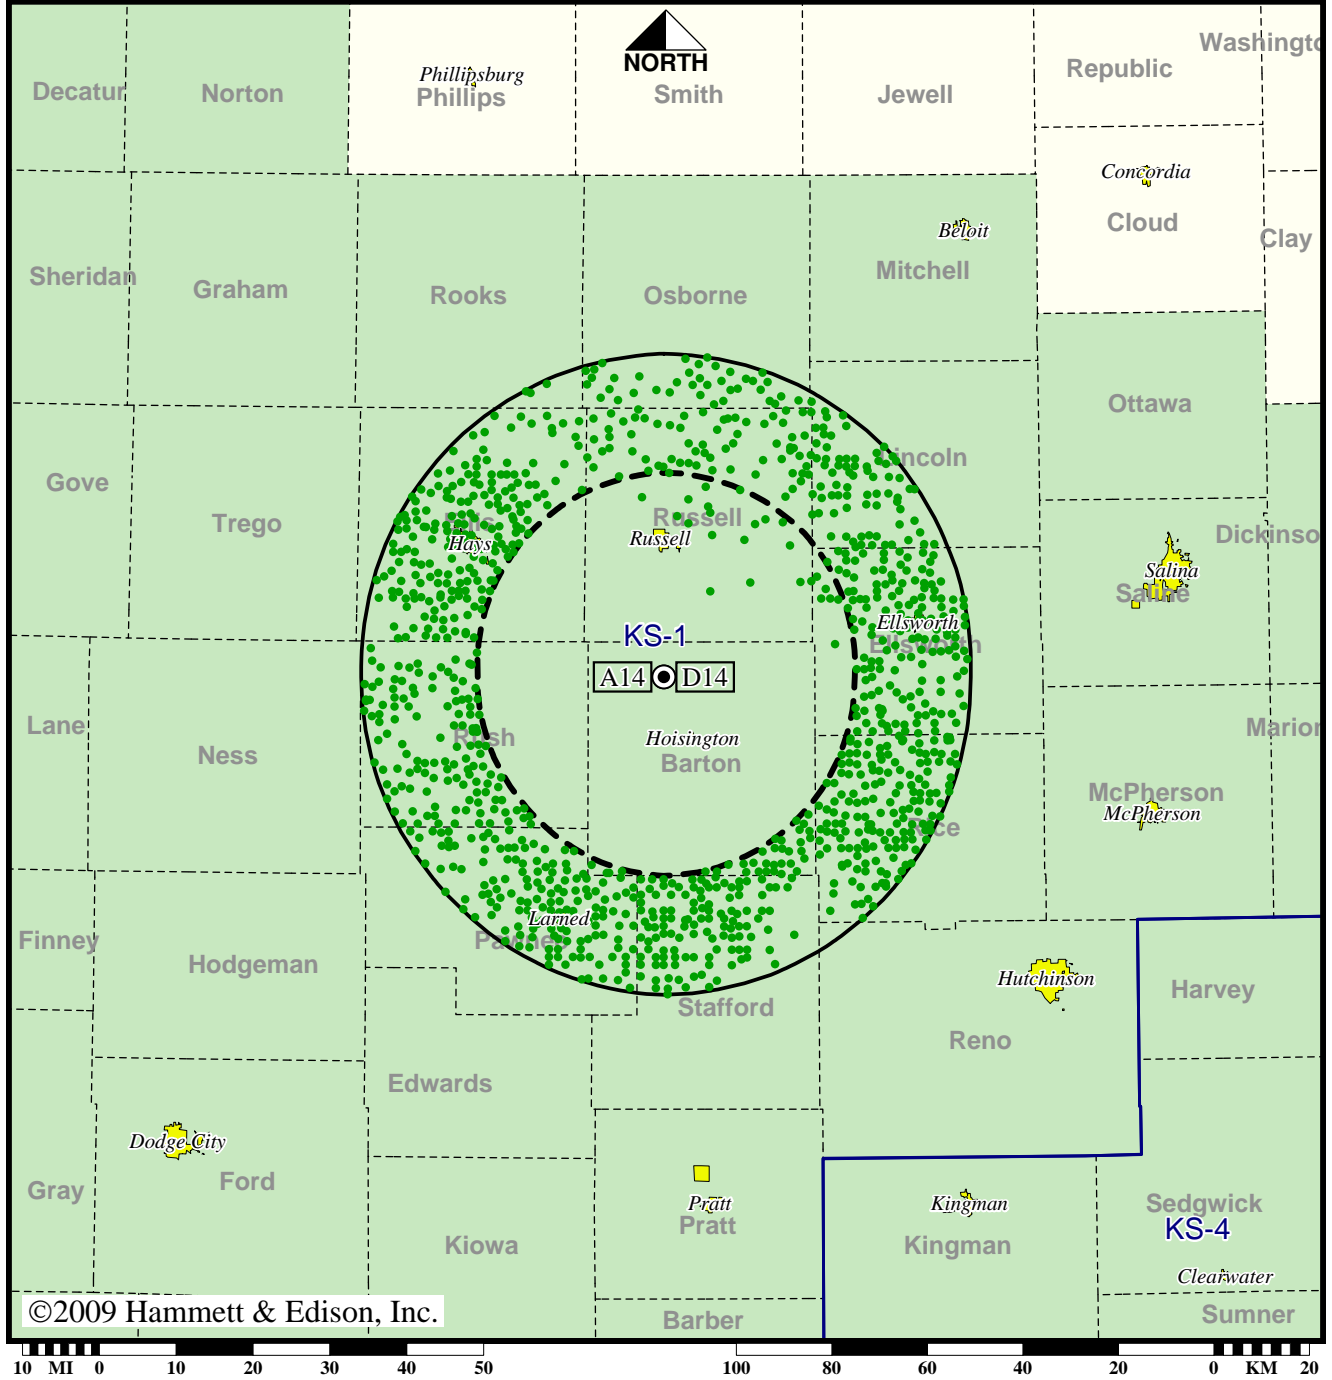 Washingto
NORTH
Republic
Phillipsburg
Phillips
Smith
Jewell
Decatur
Norton
Concordia
Cloud
Clay
Beloit
Mitchell
Sheridan
Graham
Rooks
Osborne
Ottawa
Lincoln
Gove
Trego
Ellis
Hays
Russell
Russell
Dickinso
Salina
Saline
Ellsworth
Ellsworth
KS-1
A14
D14
Lane
Ness
Rush
Hoisington
Barton
Marion
McPherson
McPherson
Rice
Larned
Pawnee
Finney
Hodgeman
Stafford
Hutchinson
Harvey
Reno
Edwards
Dodge City
Ford
Gray
Pratt
Pratt
Kiowa
Kingman
Kingman
Sedgwick
KS-4
Clearwater
Sumner
Barber
©2009 Hammett & Edison, Inc.
10 MI 0 10 20 30 40 50 100 80 60 40 20 0 KM 20